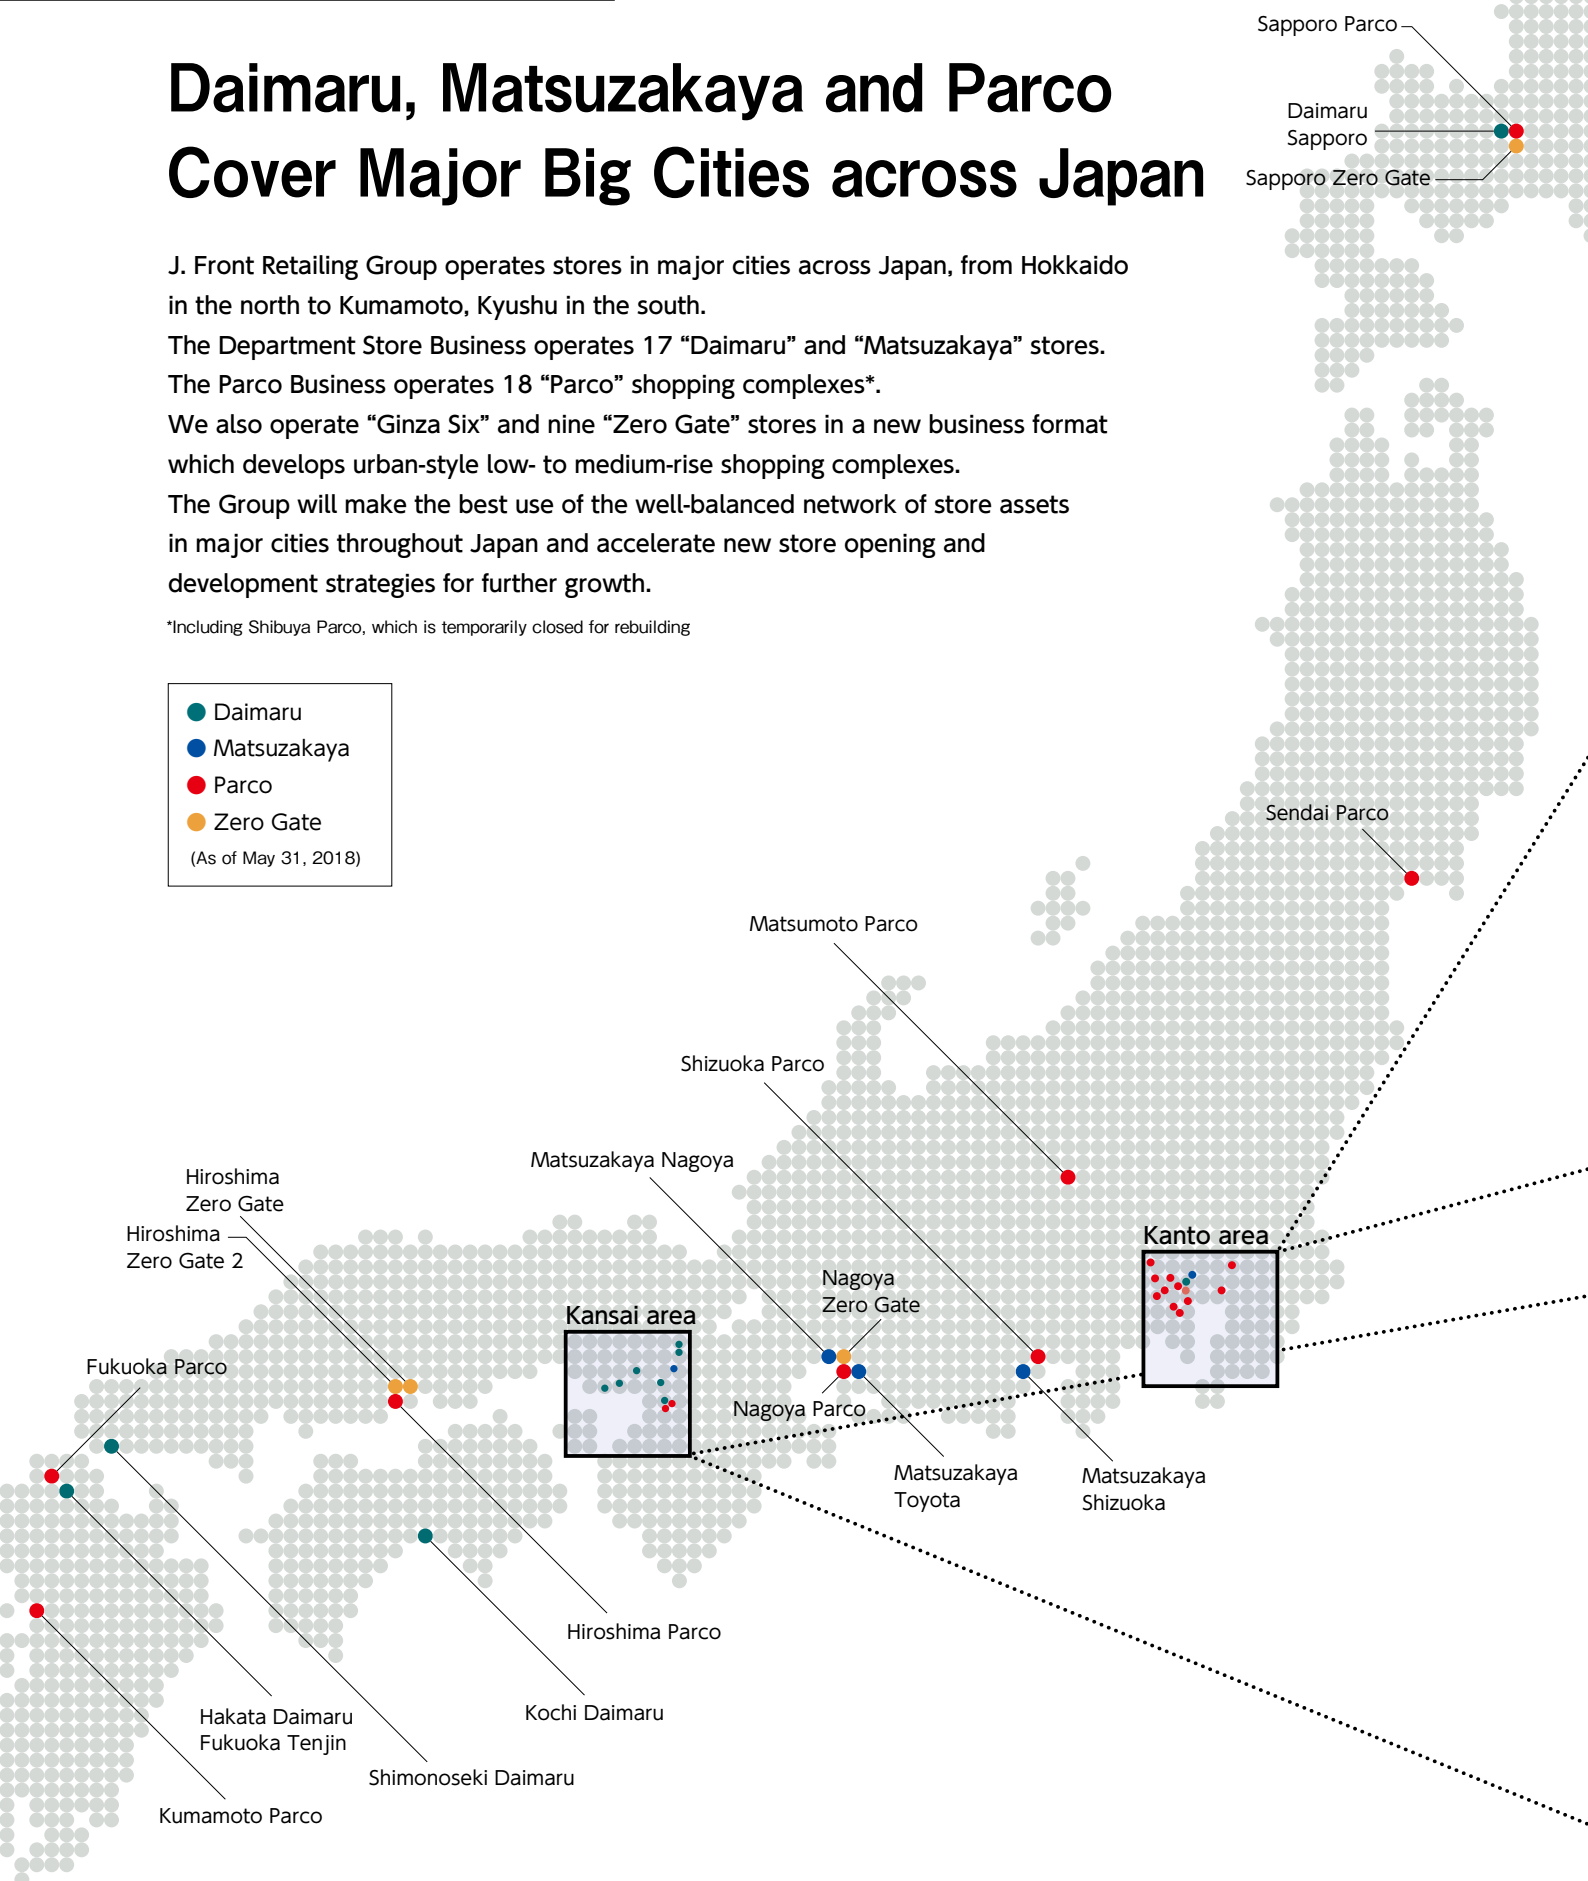 Daimaru, Matsuzakaya and Parco
Cover Major Big Cities across Japan
J. Front Retailing Group operates stores in major cities across Japan, from Hokkaido
in the north to Kumamoto, Kyushu in the south.
The Department Store Business operates 17 “Daimaru” and “Matsuzakaya” stores.
The Parco Business operates 18 “Parco” shopping complexes*.
We also operate “Ginza Six” and nine “Zero Gate” stores in a new business format
which develops urban-style low- to medium-rise shopping complexes.
The Group will make the best use of the well-balanced network of store assets
in major cities throughout Japan and accelerate new store opening and
development strategies for further growth.
*Including Shibuya Parco, which is temporarily closed for rebuilding
Daimaru
Matsuzakaya
Parco
Zero Gate
(As of May 31, 2018)
Sapporo Parco
Daimaru
Sapporo
Sapporo Zero Gate
Sendai Parco
Matsumoto Parco
Shizuoka Parco
Matsuzakaya Nagoya
Hiroshima
Zero Gate
Hiroshima
Zero Gate 2
Kanto area
Nagoya
Zero Gate
Kansai area
Fukuoka Parco
Nagoya Parco
Matsuzakaya
Toyota
Matsuzakaya
Shizuoka
Hiroshima Parco
Kochi Daimaru
Hakata Daimaru
Fukuoka Tenjin
Shimonoseki Daimaru
Kumamoto Parco